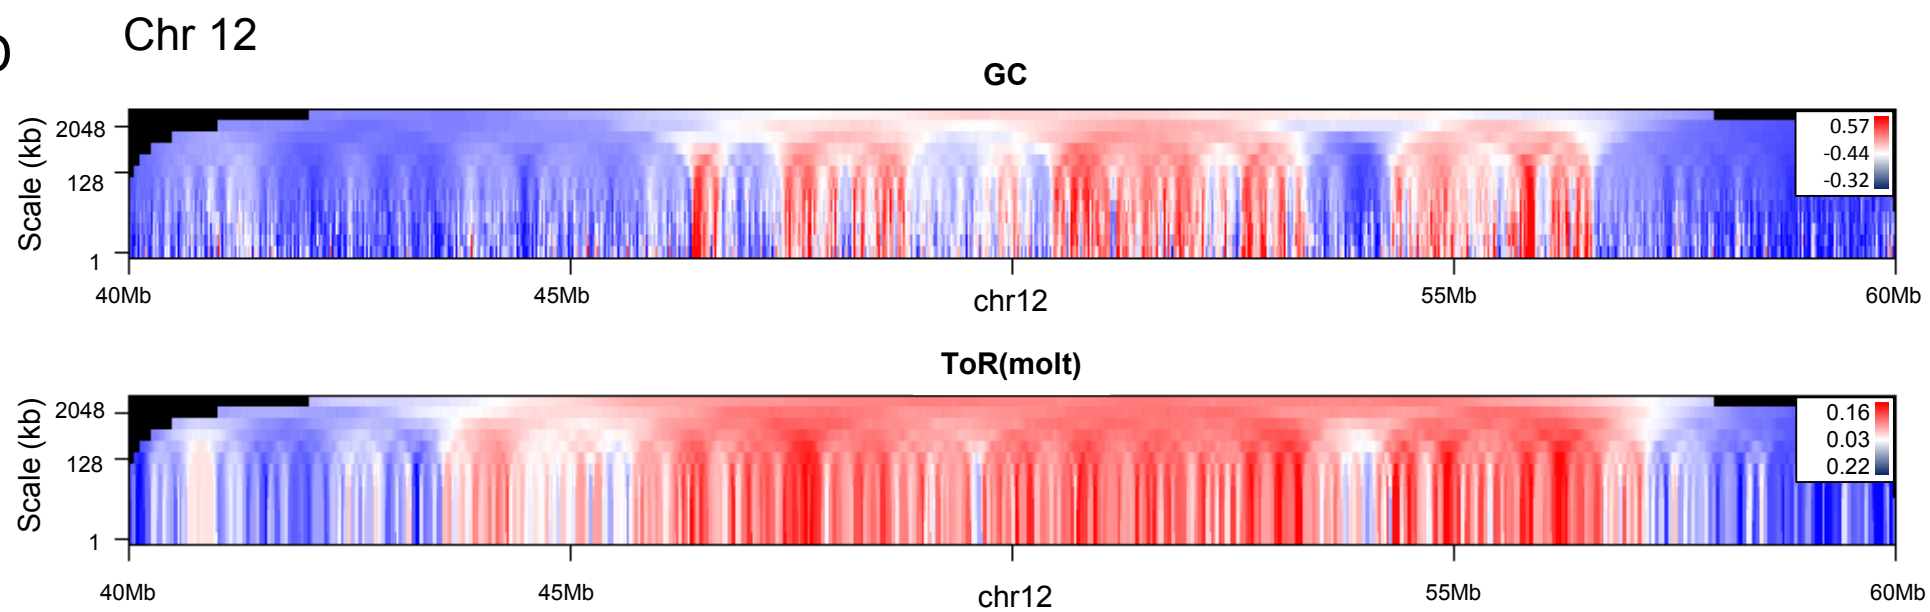 Chr 12
GC
Scale (kb)
2048
128
1
0.57
-0.44
-0.32
40Mb
45Mb
chr12
55Mb
60Mb
ToR(molt)
Scale (kb)
2048
128
1
0.16
0.03
0.22
40Mb
45Mb
chr12
55Mb
60Mb